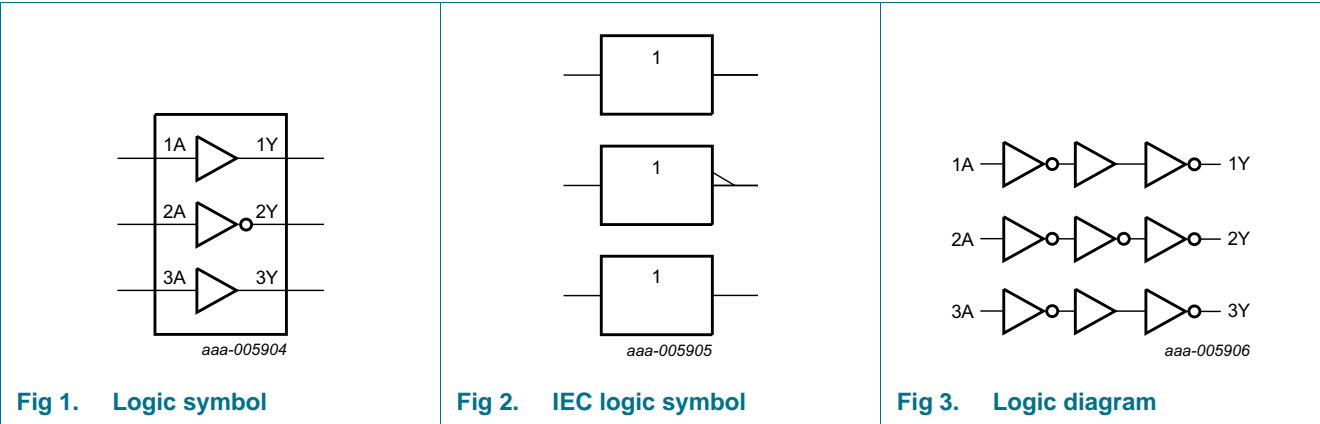 1A 1Y
2A 2Y
3A 3Y
aaa-005904
Fig 1. Logic symbol
1
1
1
aaa-005905
Fig 2. IEC logic symbol
1A 1Y
2A 2Y
3A 3Y
aaa-005906
Fig 3. Logic diagram